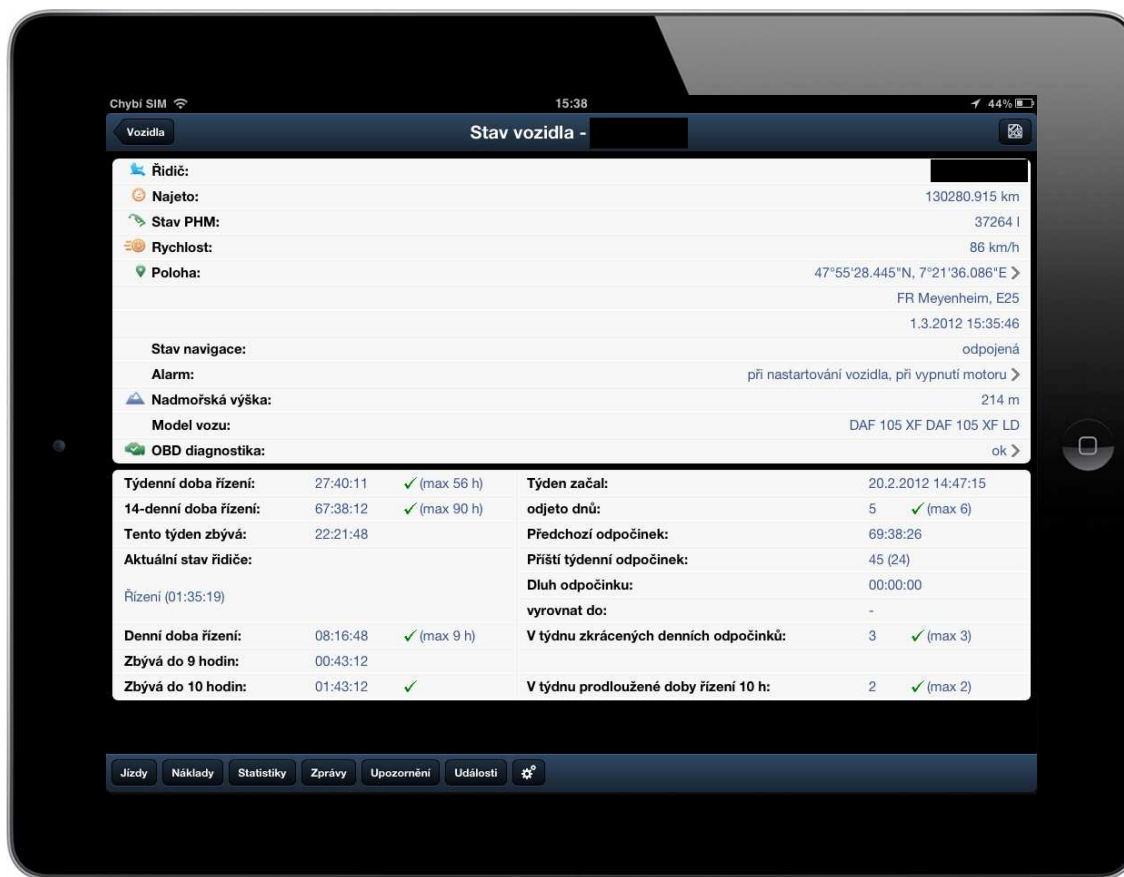 Chybí SIM 15:38 44%
Vozidla Stav vozidla -
Řidič:
Najeto: 130280.915 km
Stav PHM: 37264 l
Rychlost: 86 km/h
Poloha: 47°55'28.445"N, 7°21'36.086"E
FR Meyenheim, E25
1.3.2012 15:35:46
Stav navigace: odpojená
Alarm: při nastartování vozidla, při vypnutí motoru
Nadmořská výška: 214 m
Model vozu: DAF 105 XF DAF 105 XF LD
OBD diagnostika: ok
Týdenní doba řízení: 27:40:11 ✓ (max 56 h) Týden začal: 20.2.2012 14:47:15
14-denní doba řízení: 67:38:12 ✓ (max 90 h) odjeto dnů: 5 ✓ (max 6)
Tento týden zbývá: 22:21:48 Předchozí odpočinek: 69:38:26
Aktuální stav řidiče: Příští týdenní odpočinek: 45 (24)
Řízení (01:35:19) Dluh odpočinku: 00:00:00
vyrovnat do: -
Denní doba řízení: 08:16:48 ✓ (max 9 h) V týdnu zkrácených denních odpočinků: 3 ✓ (max 3)
Zbývá do 9 hodin: 00:43:12
Zbývá do 10 hodin: 01:43:12 ✓ V týdnu prodloužené doby řízení 10 h: 2 ✓ (max 2)
Jízdy Náklady Statistiky Zprávy Upozornění Události